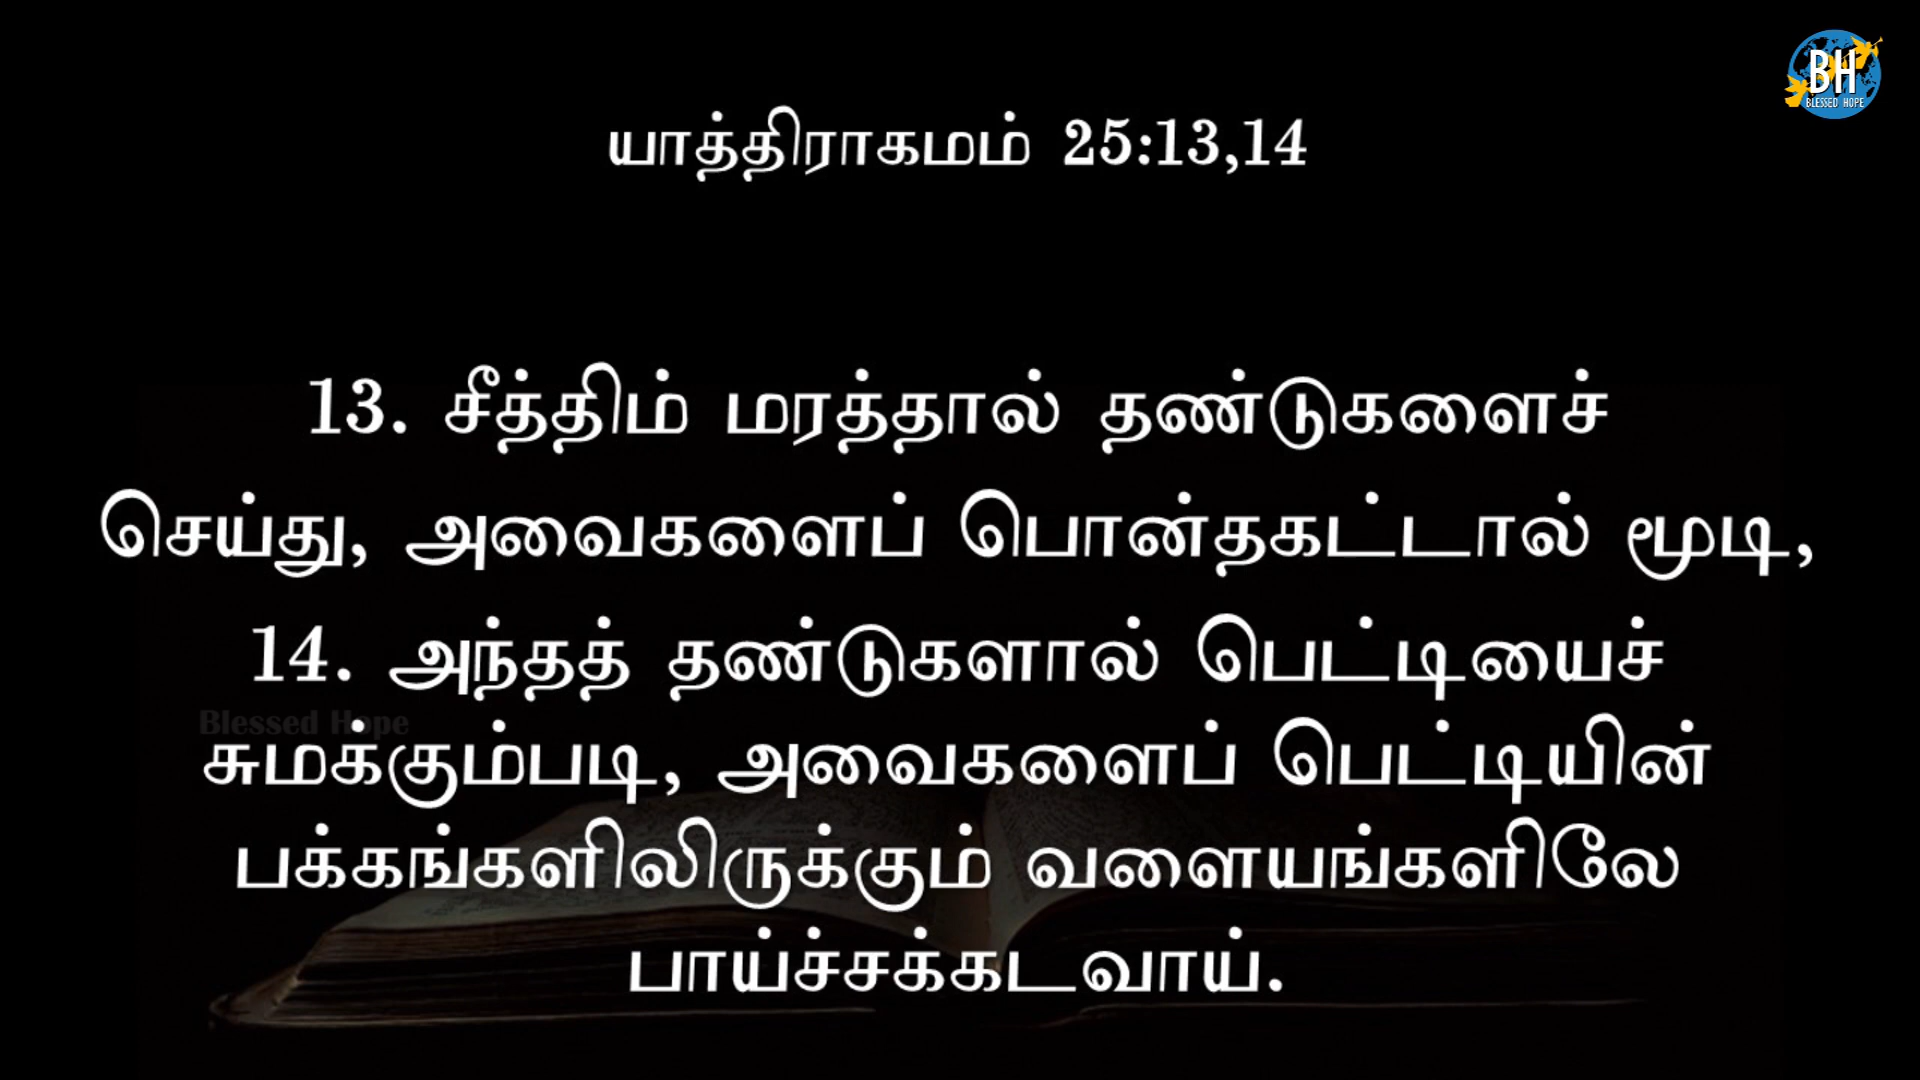 BH
BLESSED HOPE
யாத்திராகமம் 25:13,14
13. சீத்திம் மரத்தால் தண்டுகளைச்
செய்து, அவைகளைப் பொன்தகட்டால் மூடி,
14. அந்தத் தண்டுகளால் பெட்டியைச்
Blessed Hope
சுமக்கும்படி, அவைகளைப் பெட்டியின்
பக்கங்களிலிருக்கும் வளையங்களிலே
பாய்ச்சக்கடவாய்.